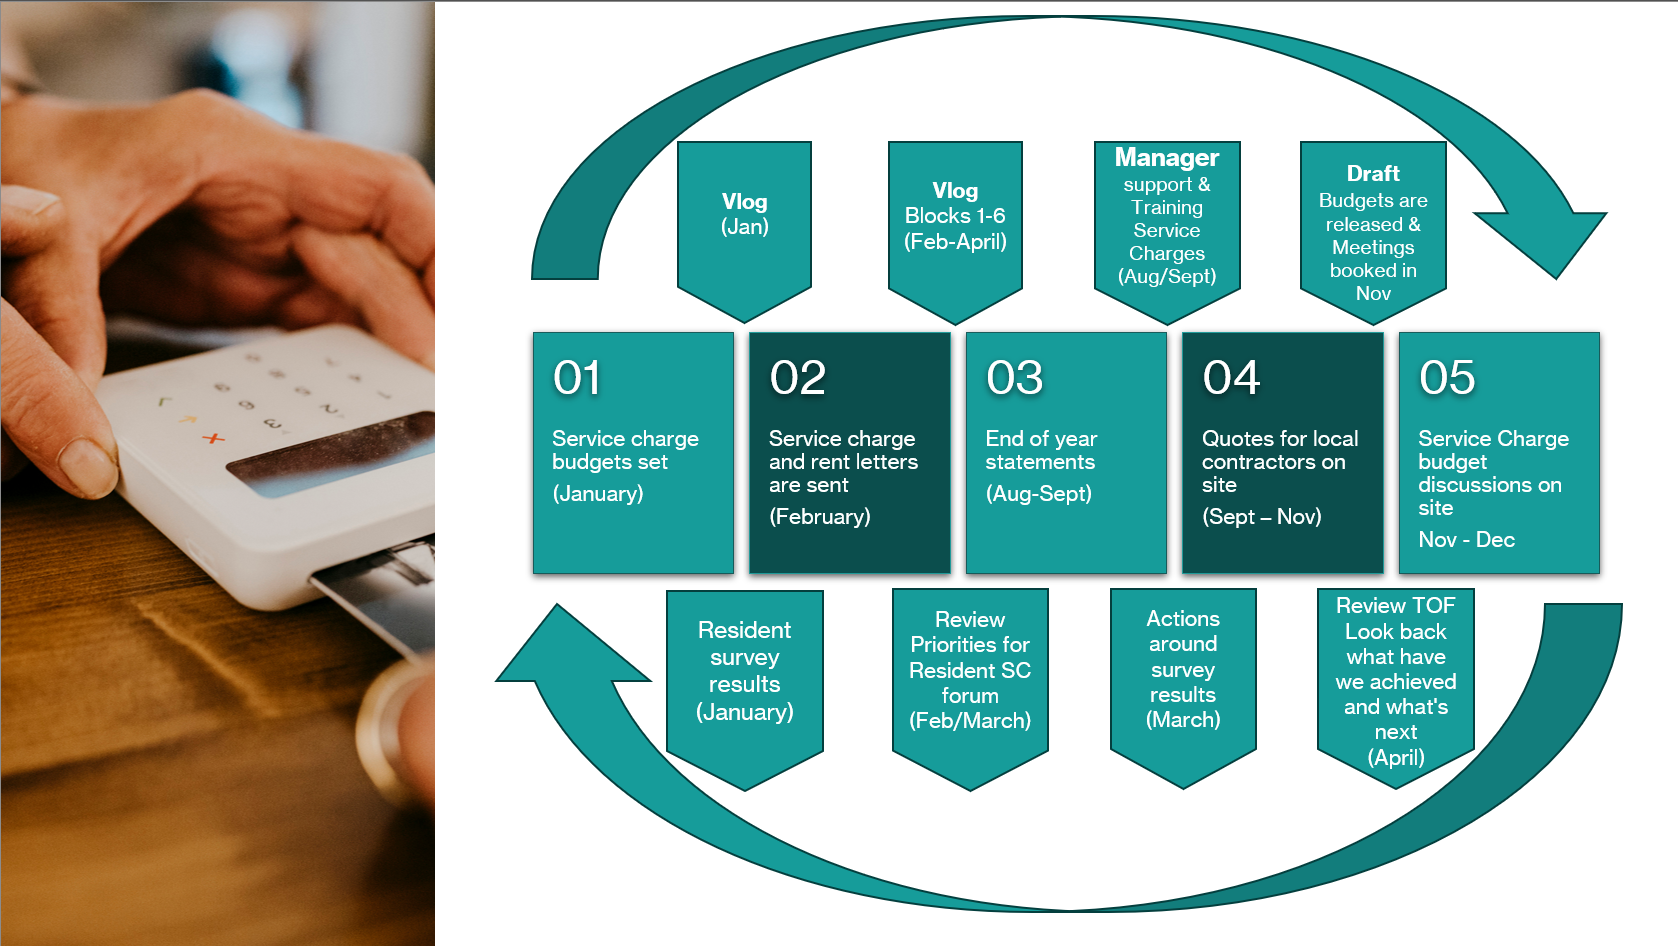 Vlog
(Jan)
Vlog
Blocks 1-6
(Feb-April)
Manager
support &
Training
Service
Charges
(Aug/Sept)
Draft
Budgets are
released &
Meetings
booked in
Nov
01
Service charge
budgets set
(January)
02
Service charge
and rent letters
are sent
(February)
03
End of year
statements
(Aug-Sept)
04
Quotes for local
contractors on
site
(Sept – Nov)
05
Service Charge
budget
discussions on
site
Nov - Dec
Resident
survey
results
(January)
Review
Priorities for
Resident SC
forum
(Feb/March)
Actions
around
survey
results
(March)
Review TOF
Look back
what have
we achieved
and what's
next
(April)